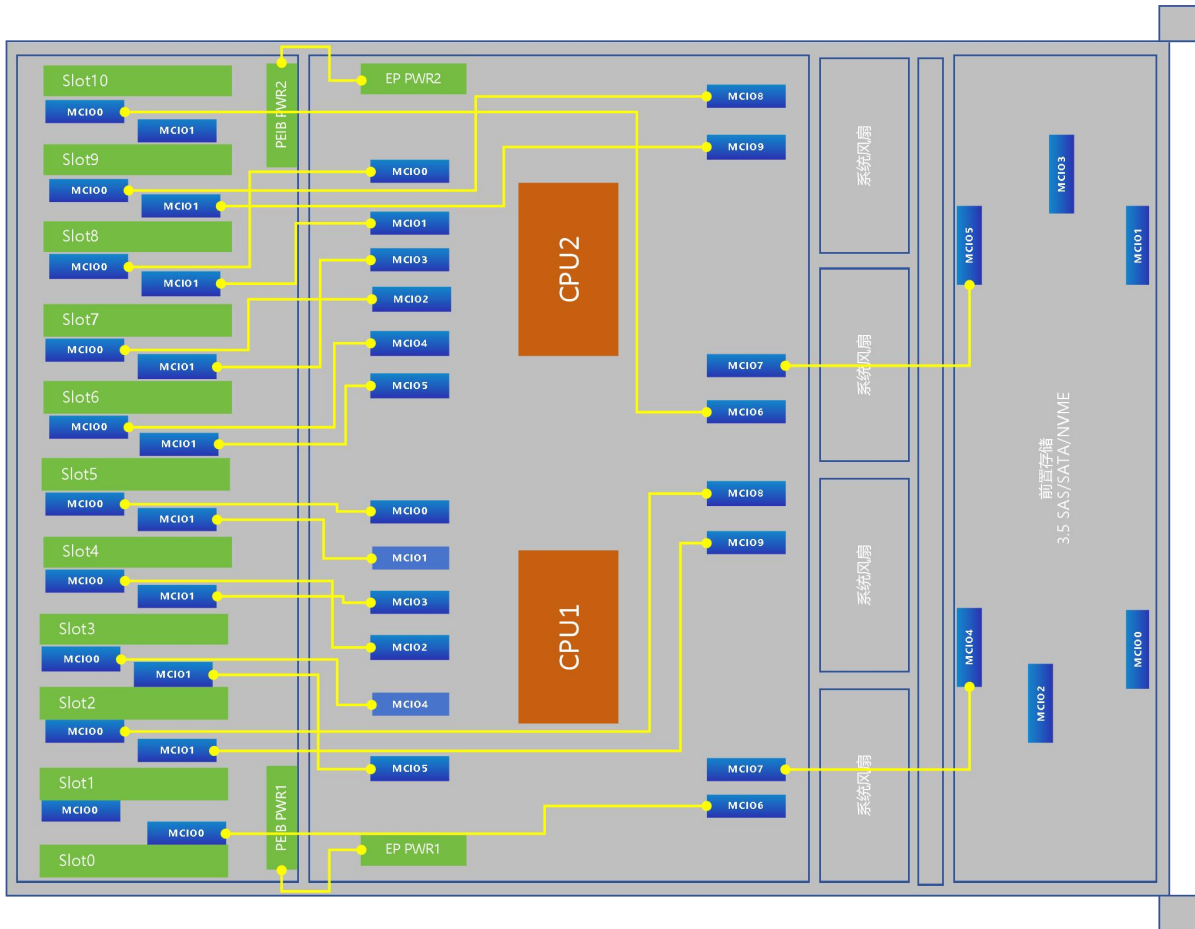 Slot10
MCIO0
MCIO1
Slot9
MCIO0
MCIO1
Slot8
MCIO0
MCIO1
Slot7
MCIO0
MCIO1
Slot6
MCIO0
MCIO1
Slot5
MCIO0
MCIO1
Slot4
MCIO0
MCIO1
Slot3
MCIO0
MCIO1
Slot2
MCIO0
MCIO1
Slot1
MCIO0
MCIO0
Slot0
PEIB PWR2
PEIB PWR1
EP PWR2
MCIO0
MCIO1
MCIO3
MCIO2
MCIO4
MCIO5
MCIO0
MCIO1
MCIO3
MCIO2
MCIO4
MCIO5
EP PWR1
CPU2
CPU1
MCIO8
MCIO9
MCIO7
MCIO6
MCIO8
MCIO9
MCIO7
MCIO6
系统风扇
系统风扇
系统风扇
系统风扇
MCIO5
MCIO3
MCIO1
前置存储
3.5 SAS/SATA/NVME
MCIO4
MCIO2
MCIO0